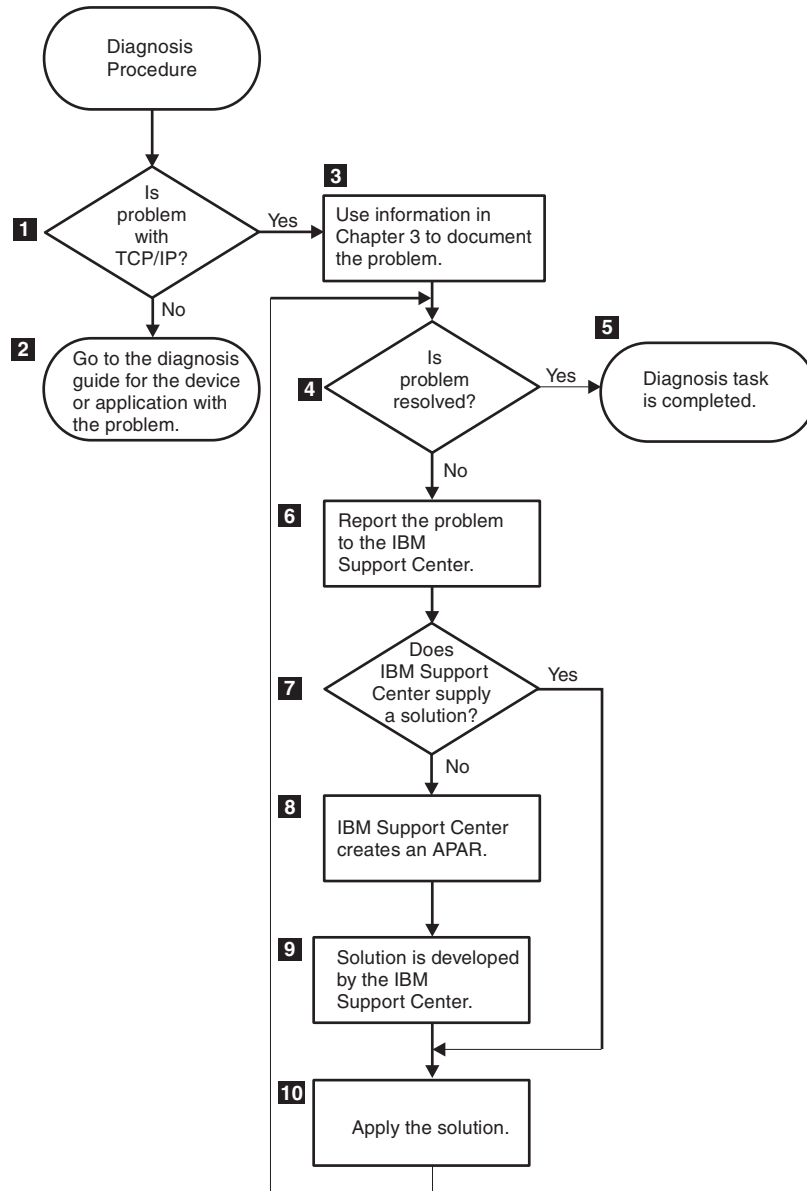 Diagnosis
Procedure
1
Is
problem
with
TCP/IP?
Yes
No
2
Go to the diagnosis
guide for the device
or application with
the problem.
3
Use information in
Chapter 3 to document
the problem.
4
Is
problem
resolved?
Yes
No
5
Diagnosis task
is completed.
6
Report the problem
to the IBM
Support Center.
7
Does
IBM Support
Center supply
a solution?
Yes
No
8
IBM Support Center
creates an APAR.
9
Solution is developed
by the IBM
Support Center.
10
Apply the solution.